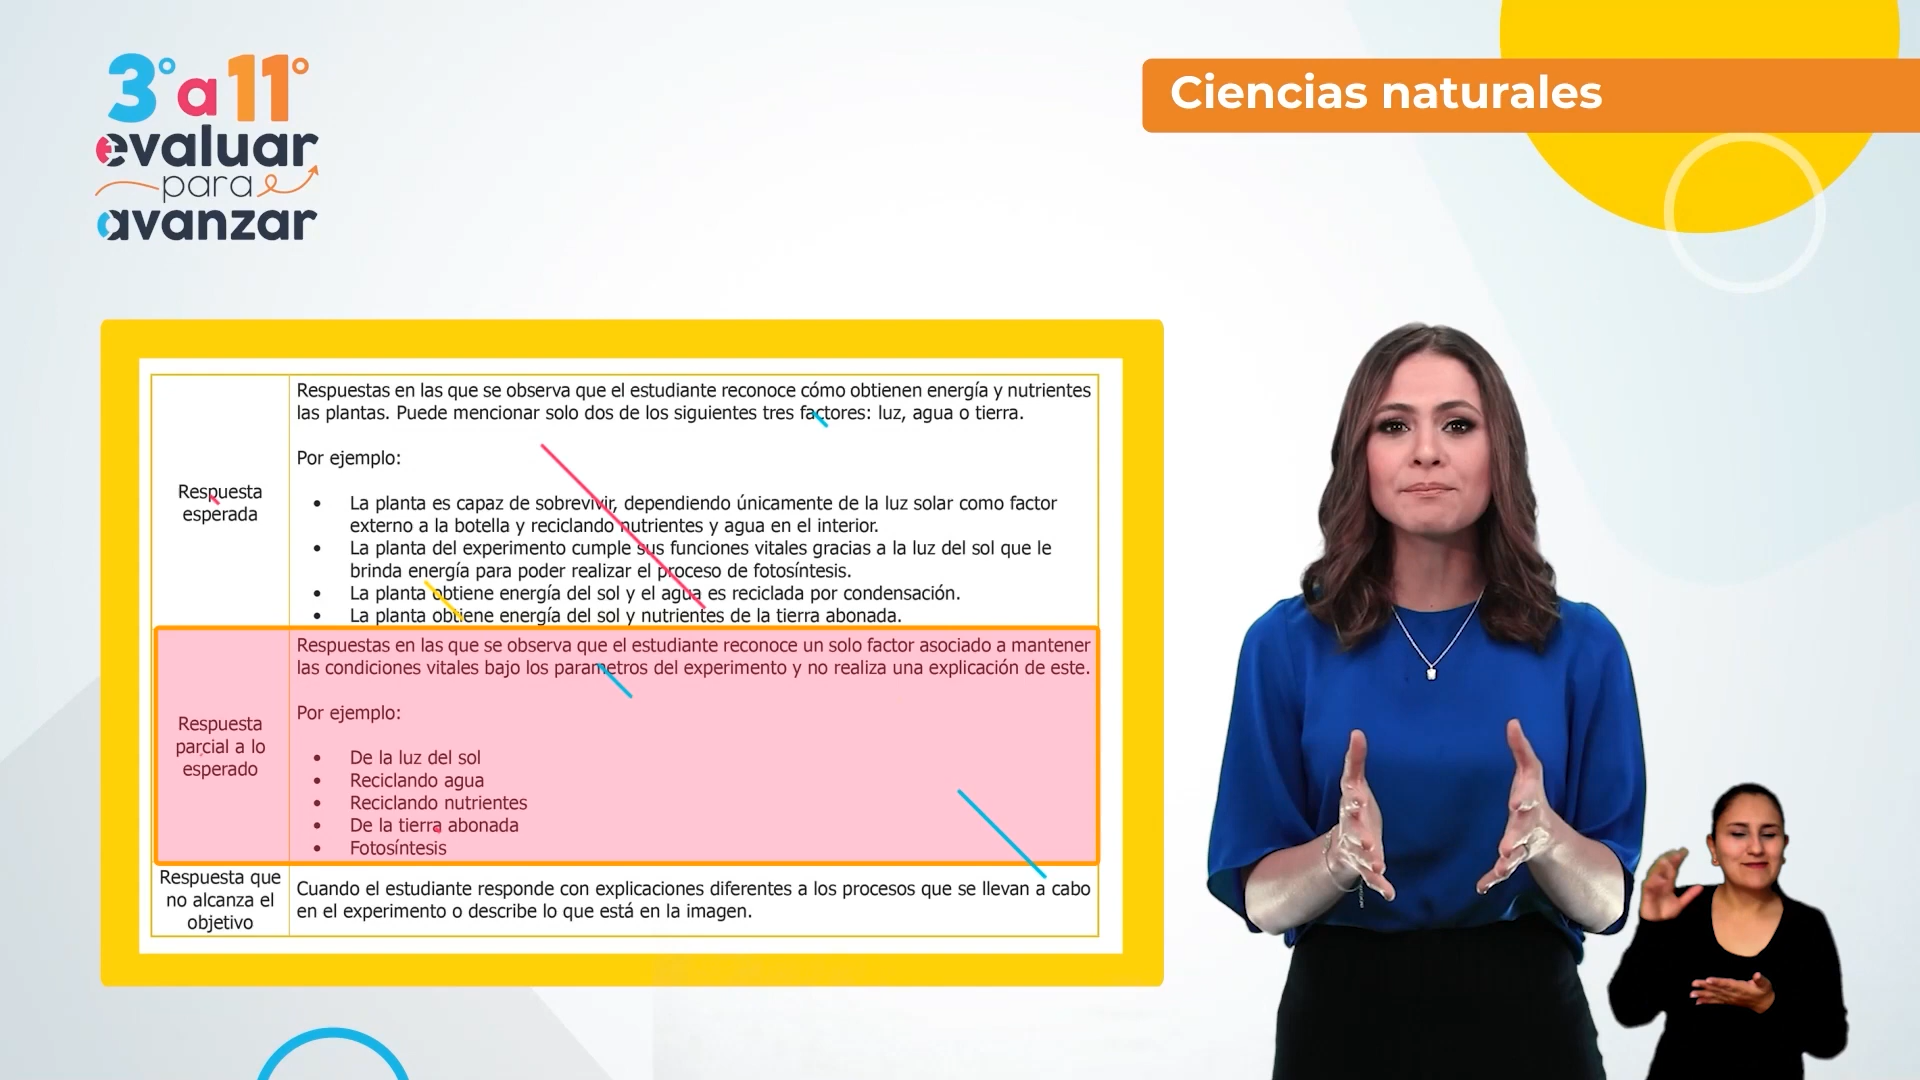 3° a 11°
evaluar
para
avanzar
Ciencias naturales
Respuesta
esperada
Respuestas en las que se observa que el estudiante reconoce cómo obtienen energía y nutrientes
las plantas. Puede mencionar solo dos de los siguientes tres factores: luz, agua o tierra.
Por ejemplo:
• La planta es capaz de sobrevivir, dependiendo únicamente de la luz solar como factor
externo a la botella y reciclando nutrientes y agua en el interior.
• La planta del experimento cumple sus funciones vitales gracias a la luz del sol que le
brinda energía para poder realizar el proceso de fotosíntesis.
• La planta obtiene energía del sol y el agua es reciclada por condensación.
• La planta obtiene energía del sol y nutrientes de la tierra abonada.
Respuesta
parcial a lo
esperado
Respuestas en las que se observa que el estudiante reconoce un solo factor asociado a mantener
las condiciones vitales bajo los parámetros del experimento y no realiza una explicación de este.
Por ejemplo:
• De la luz del sol
• Reciclando agua
• Reciclando nutrientes
• De la tierra abonada
• Fotosíntesis
Respuesta que
no alcanza el
objetivo
Cuando el estudiante responde con explicaciones diferentes a los procesos que se llevan a cabo
en el experimento o describe lo que está en la imagen.